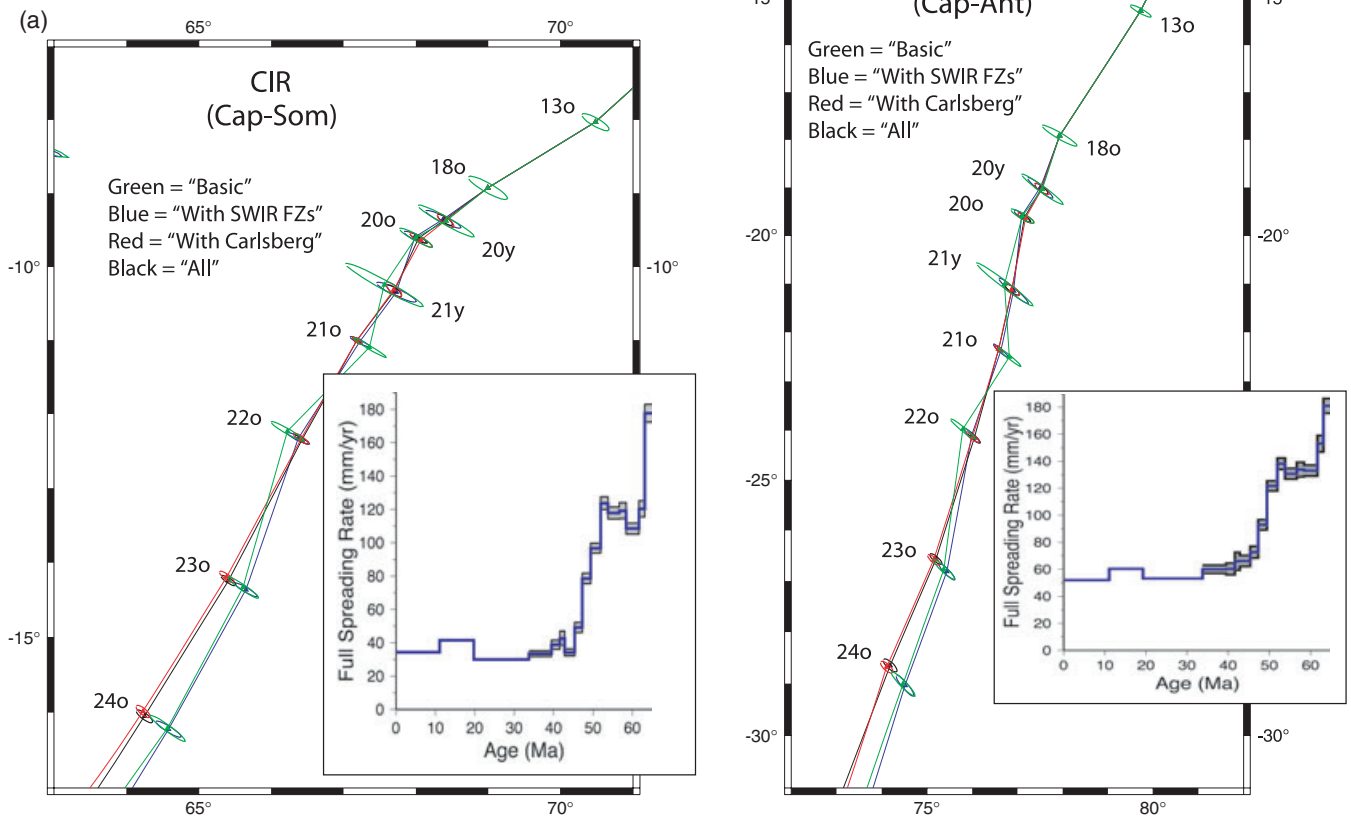 (a)
65°
70°
CIR
(Cap-Som)
13o
18o
Green = “Basic”
Blue = “With SWIR FZs”
Red = “With Carlsberg”
Black = “All”
20o
20y
-10°
-10°
21y
21o
22o
23o
-15°
24o
65°
70°
180
160
140
120
100
80
60
40
20
0
Full Spreading Rate (mm/yr)
0 10 20 30 40 50 60
Age (Ma)
(Cap-Ant)
13o
Green = “Basic”
Blue = “With SWIR FZs”
Red = “With Carlsberg”
Black = “All”
18o
20y
20o
-20°
-20°
21y
21o
22o
-25°
23o
24o
-30°
-30°
75°
80°
180
160
140
120
100
80
60
40
20
0
Full Spreading Rate (mm/yr)
0 10 20 30 40 50 60
Age (Ma)